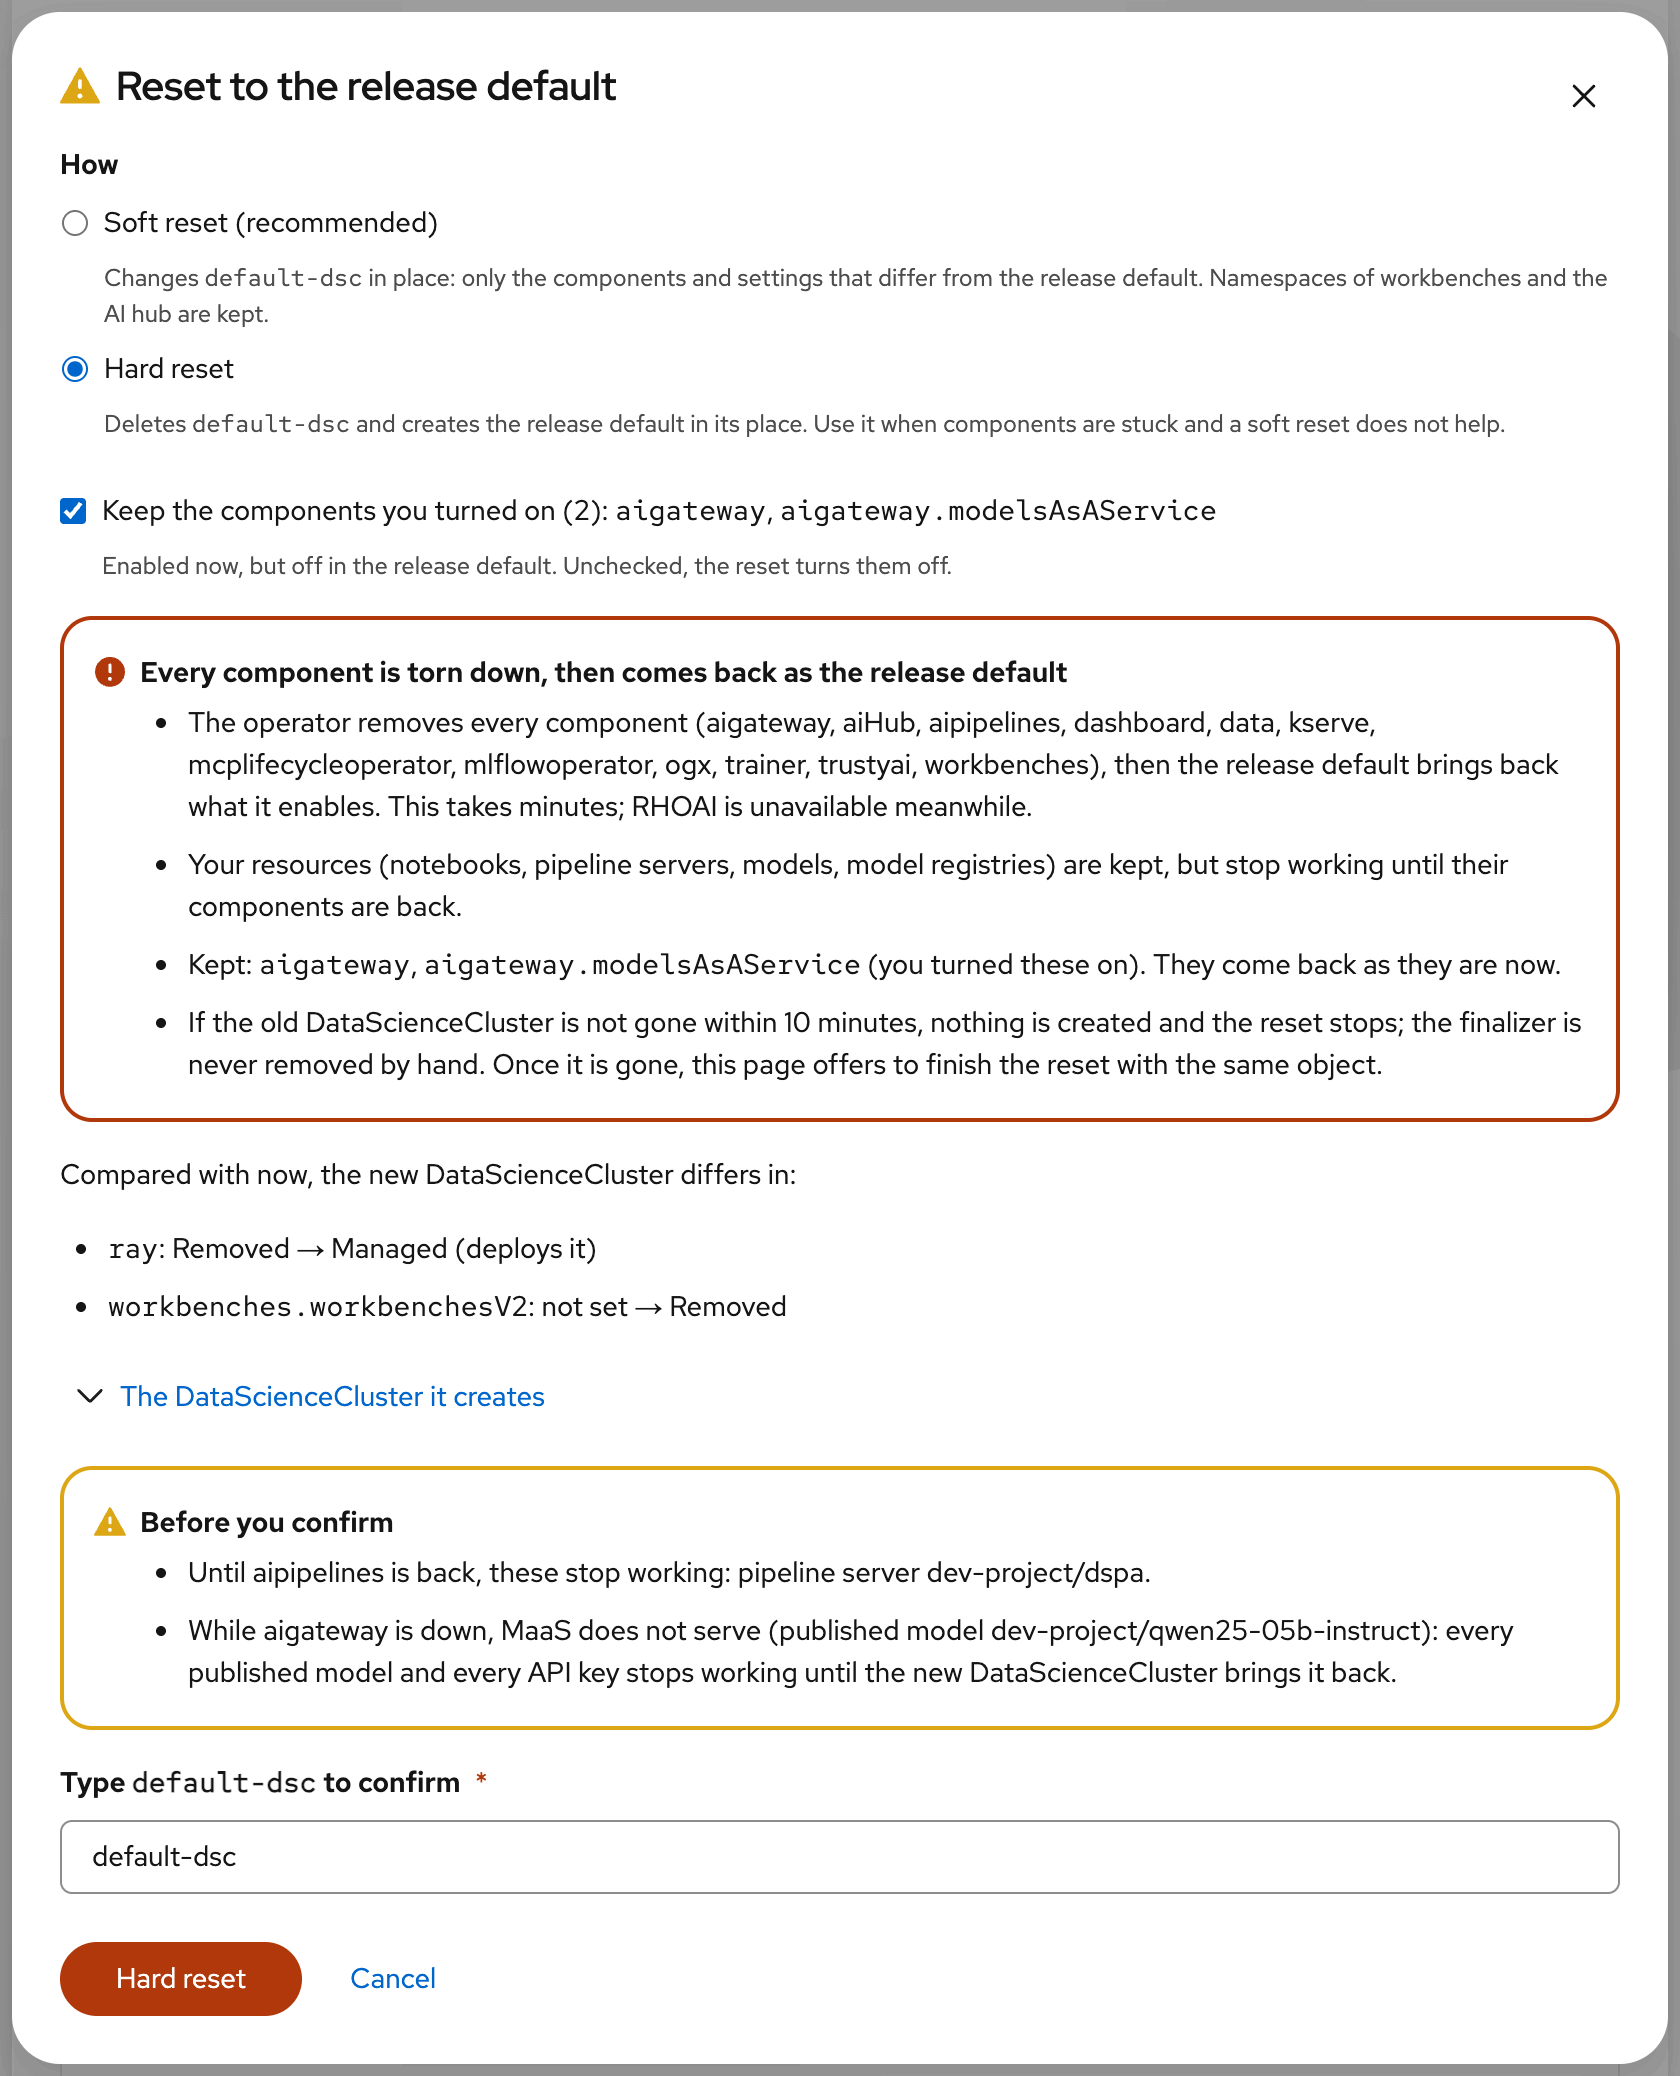 Reset to the release default
How
Soft reset (recommended)
Changes default-dsc in place: only the components and settings that differ from the release default. Namespaces of workbenches and the
AI hub are kept.
Hard reset
Deletes default-dsc and creates the release default in its place. Use it when components are stuck and a soft reset does not help.
Keep the components you turned on (2): aigateway, aigateway.modelsAsAService
Enabled now, but off in the release default. Unchecked, the reset turns them off.
Every component is torn down, then comes back as the release default
• The operator removes every component (aigateway, aiHub, aipipelines, dashboard, data, kserve,
mcplifecycleoperator, mlflowoperator, ogx, trainer, trustyai, workbenches), then the release default brings back
what it enables. This takes minutes; RHOAI is unavailable meanwhile.
• Your resources (notebooks, pipeline servers, models, model registries) are kept, but stop working until their
components are back.
• Kept: aigateway, aigateway.modelsAsAService (you turned these on). They come back as they are now.
• If the old DataScienceCluster is not gone within 10 minutes, nothing is created and the reset stops; the finalizer is
never removed by hand. Once it is gone, this page offers to finish the reset with the same object.
Compared with now, the new DataScienceCluster differs in:
• ray: Removed → Managed (deploys it)
• workbenches.workbenchesV2: not set → Removed
The DataScienceCluster it creates
Before you confirm
• Until aipipelines is back, these stop working: pipeline server dev-project/dspa.
• While aigateway is down, MaaS does not serve (published model dev-project/qwen25-05b-instruct): every
published model and every API key stops working until the new DataScienceCluster brings it back.
Type default-dsc to confirm *
default-dsc
Hard reset
Cancel